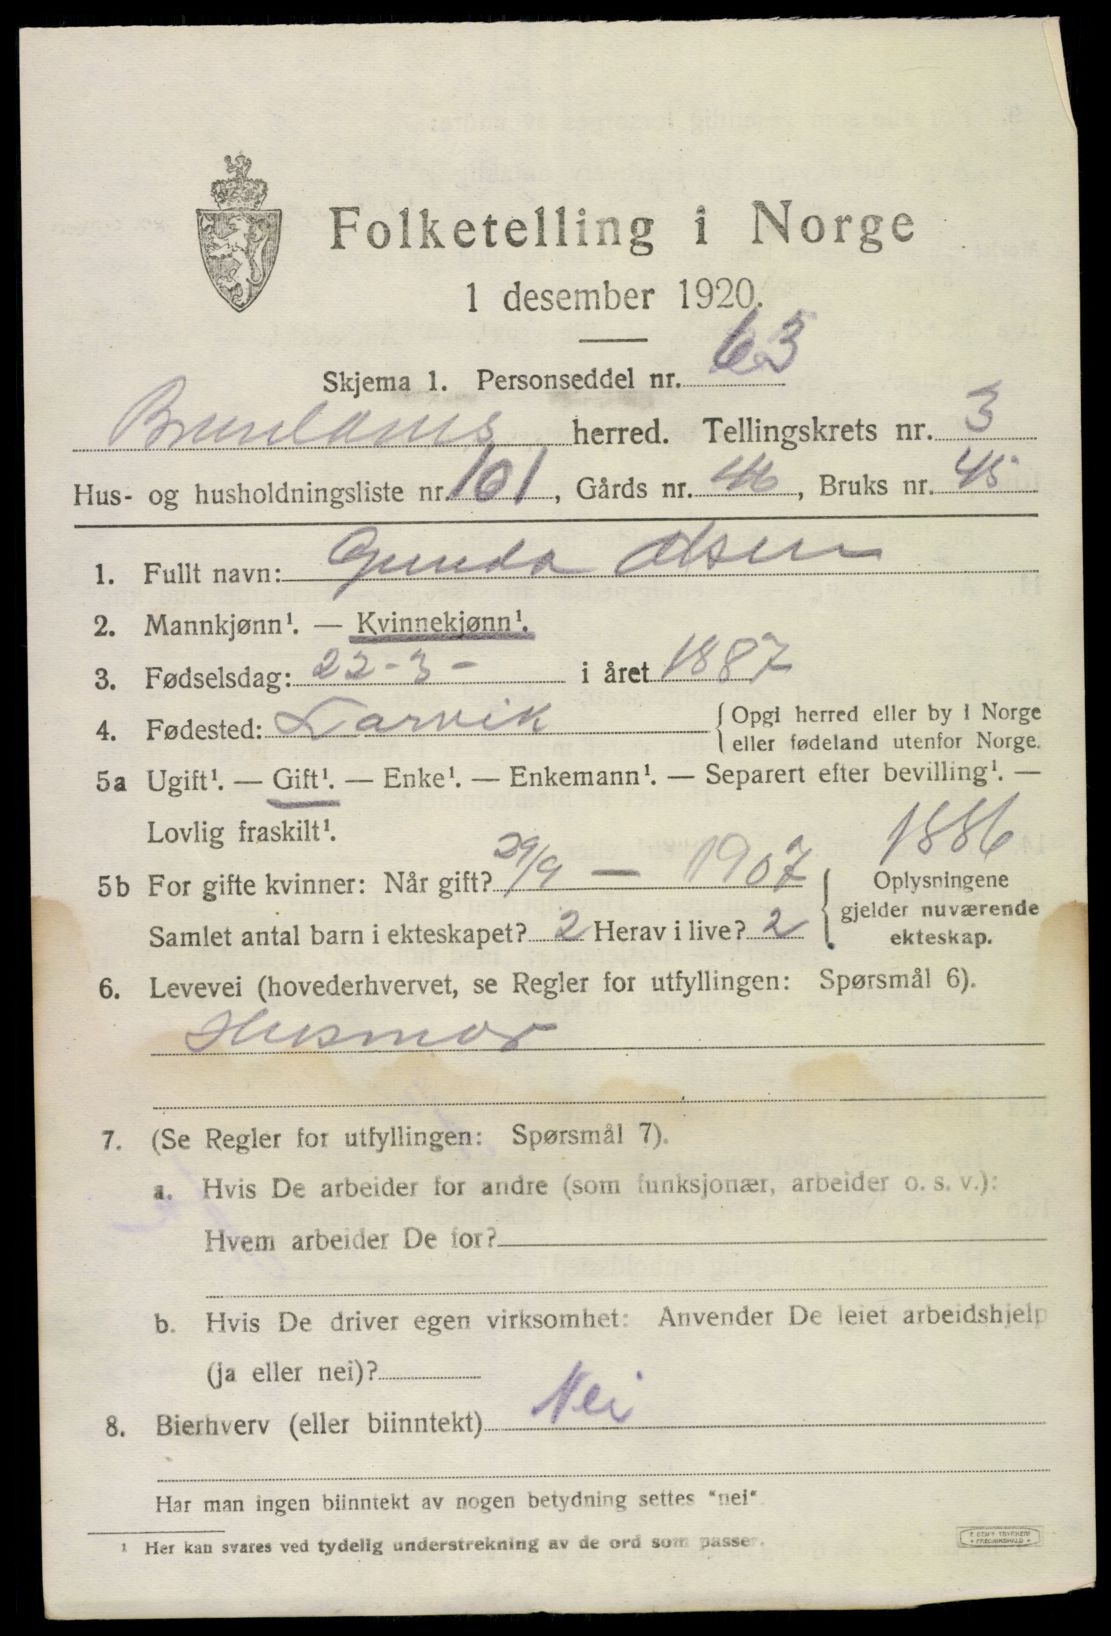 Folketelling i Norge
1 desember 1920.
Skjema 1. Personseddel nr. 63
Brunlanes herred. Tellingskrets nr. 3
Hus- og husholdningsliste nr. 101, Gårds nr. 46, Bruks nr. 45
1. Fullt navn: Gunda Olsen
2. Mannkjønn¹. — Kvinnekjønn¹.
3. Fødselsdag: 22-3- i året 1887
4. Fødested: Larvik { Opgi herred eller by i Norge
eller fødeland utenfor Norge.
5a Ugift¹. — Gift¹. — Enke¹. — Enkemann¹. — Separert efter bevilling¹. —
Lovlig fraskilt¹.
1886
5b For gifte kvinner: Når gift? 29/9 — 1907 { Oplysningene
gjelder nuværende
Samlet antal barn i ekteskapet? 2 Herav i live? 2 ekteskap.
6. Levevei (hovederhvervet, se Regler for utfyllingen: Spørsmål 6).
Husmor
7. (Se Regler for utfyllingen: Spørsmål 7).
a. Hvis De arbeider for andre (som funksjonær, arbeider o. s. v.):
Hvem arbeider De for?
b. Hvis De driver egen virksomhet: Anvender De leiet arbeidshjelp
(ja eller nei)?
8. Bierhverv (eller biinntekt) Nei
Har man ingen biinntekt av nogen betydning settes "nei".
¹ Her kan svares ved tydelig understrekning av de ord som passer.